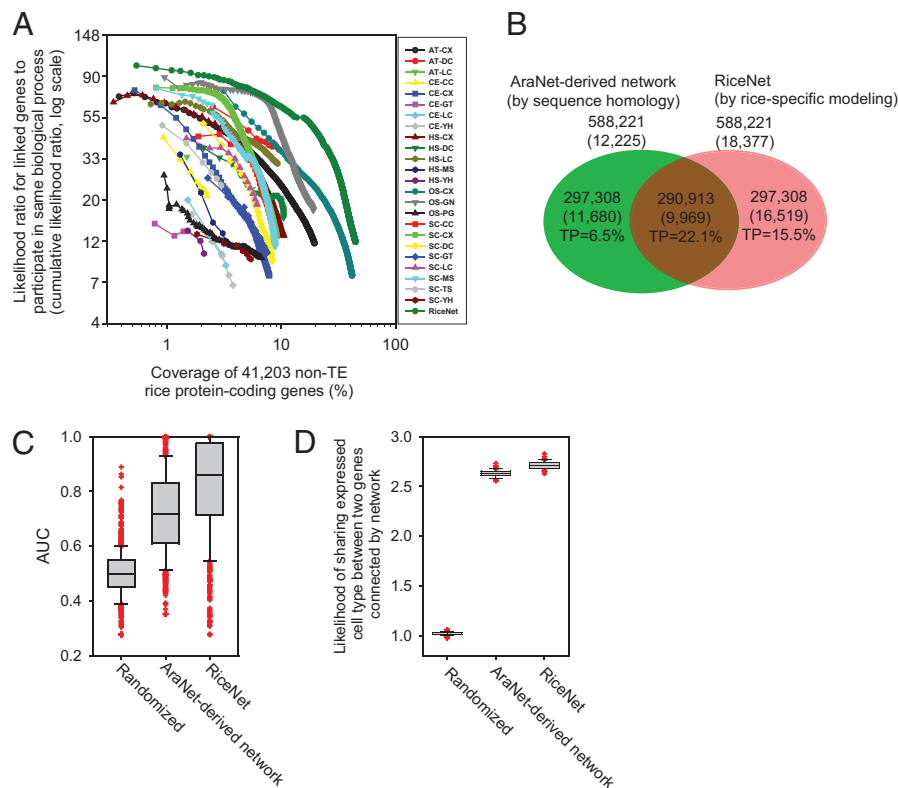 A
Likelihood ratio for linked genes to
participate in same biological process
(cumulative likelihood ratio, log scale)
148
90
55
33
20
12
7
4
1
10
100
Coverage of 41,203 non-TE
rice protein-coding genes (%)
AT-CX
AT-DC
AT-LC
CE-CC
CE-CX
CE-GT
CE-LC
CE-YH
HS-CX
HS-DC
HS-LC
HS-MS
HS-YH
OS-CX
OS-GN
OS-PG
SC-CC
SC-CX
SC-DC
SC-GT
SC-LC
SC-MS
SC-TS
SC-YH
RiceNet
B
AraNet-derived network
(by sequence homology)
588,221
(12,225)
RiceNet
(by rice-specific modeling)
588,221
(18,377)
297,308
(11,680)
TP=6.5%
290,913
(9,969)
TP=22.1%
297,308
(16,519)
TP=15.5%
C
AUC
1.0
0.8
0.6
0.4
0.2
Randomized
AraNet-derived network
RiceNet
D
Likelihood of sharing expressed
cell type between two genes
connected by network
3.0
2.5
2.0
1.5
1.0
Randomized
AraNet-derived network
RiceNet